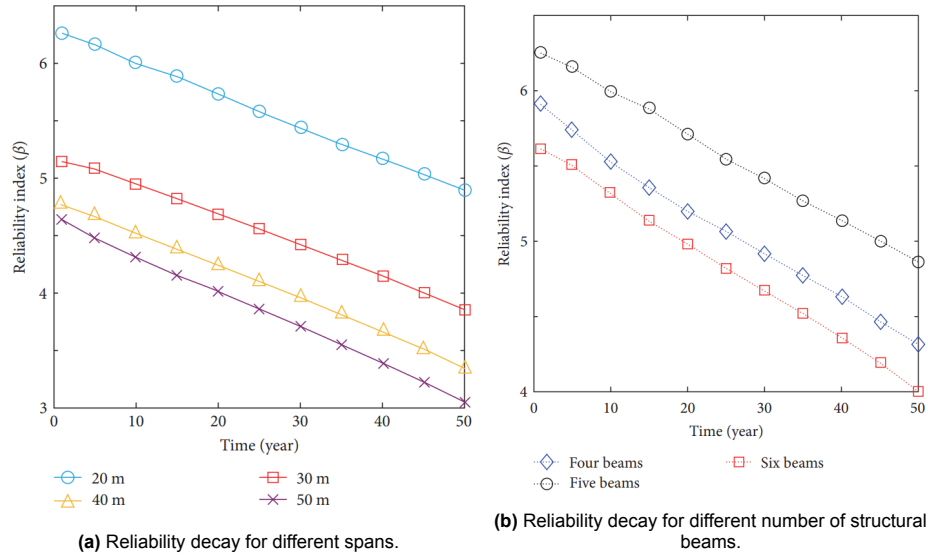 6
5
4
3
Reliability index (β)
0 10 20 30 40 50
Time (year)
20 m
30 m
40 m
50 m
(a) Reliability decay for different spans.
6
5
4
Reliability index (β)
0 10 20 30 40 50
Time (year)
Four beams
Six beams
Five beams
(b) Reliability decay for different number of structural
beams.